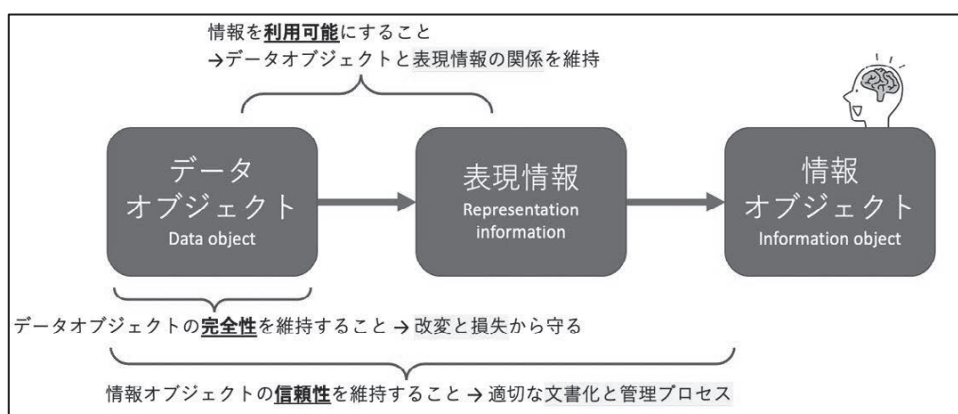 情報を利用可能にすること
→データオブジェクトと表現情報の関係を維持
データ
オブジェクト
Data object
表現情報
Representation
information
情報
オブジェクト
Information object
データオブジェクトの完全性を維持すること → 改変と損失から守る
情報オブジェクトの信頼性を維持すること → 適切な文書化と管理プロセス